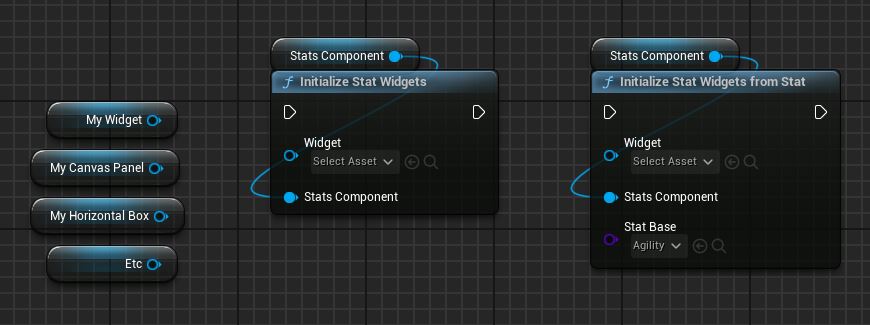 Stats Component
Initialize Stat Widgets
Widget
Select Asset
Stats Component
My Widget
My Canvas Panel
My Horizontal Box
Etc
Stats Component
Initialize Stat Widgets from Stat
Widget
Select Asset
Stats Component
Stat Base
Agility